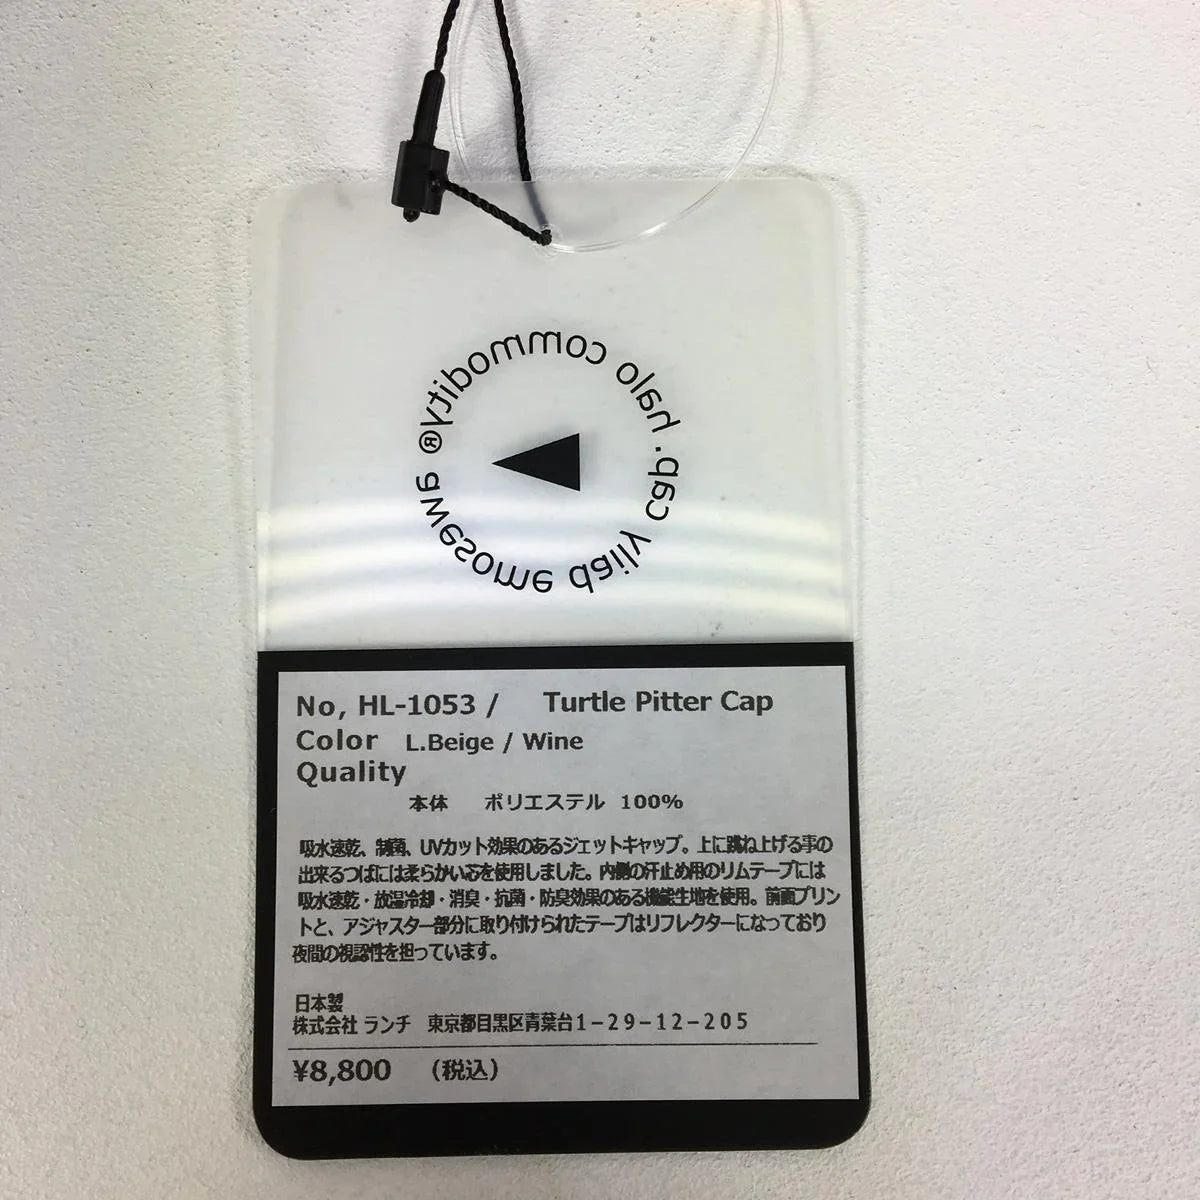 halo commodity® awesome daily cap.
No, HL-1053 / Turtle Pitter Cap
Color L.Beige / Wine
Quality
本体 ポリエステル 100%
吸水速乾、制菌、UVカット効果のあるジェットキャップ。上に跳ね上げる事の
出来るつばには柔らかい芯を使用しました。内側の汗止め用のリムテープには
吸水速乾・放温冷却・消臭・抗菌・防臭効果のある機能生地を使用。前面プリン
トと、アジャスター部分に取り付けられたテープはリフレクターになっており
夜間の視認性を担っています。
日本製
株式会社 ランチ 東京都目黒区青葉台1-29-12-205
¥8,800 (税込)